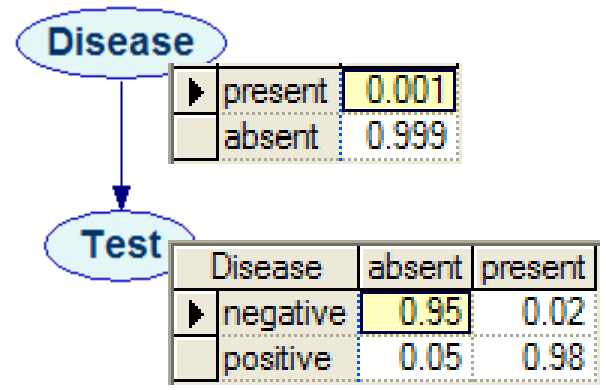 Disease
present 0.001
absent 0.999
Test
Disease absent present
negative 0.95 0.02
positive 0.05 0.98